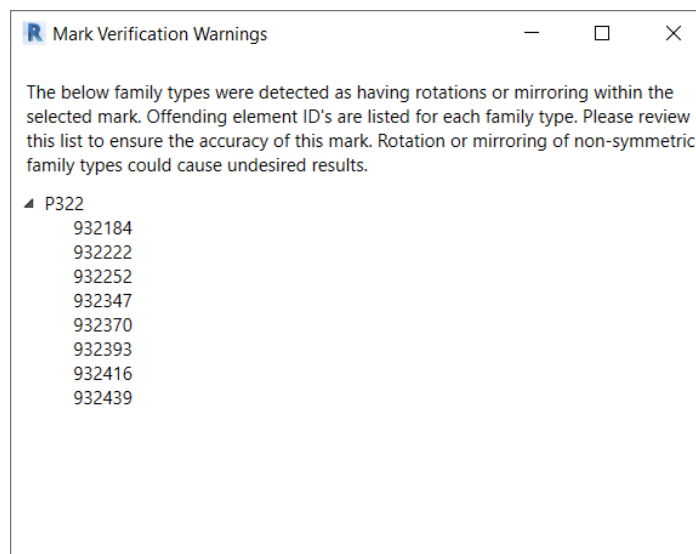 Mark Verification Warnings
The below family types were detected as having rotations or mirroring within the
selected mark. Offending element ID's are listed for each family type. Please review
this list to ensure the accuracy of this mark. Rotation or mirroring of non-symmetric
family types could cause undesired results.
P322
932184
932222
932252
932347
932370
932393
932416
932439